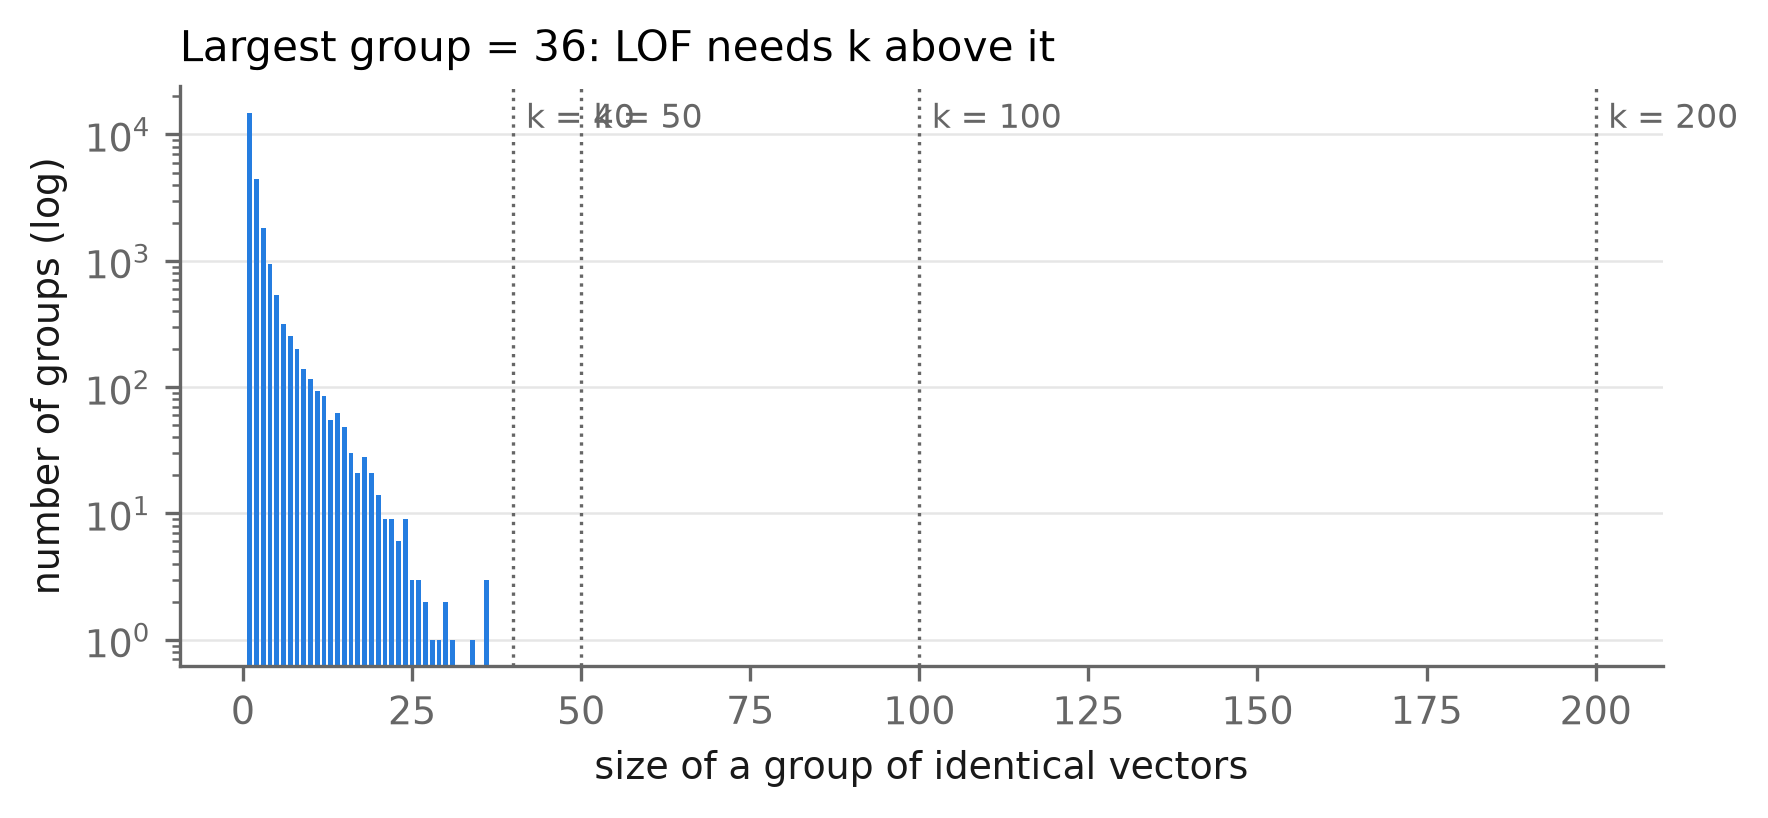 Largest group = 36: LOF needs k above it
k = 40
k = 50
k = 100
k = 200
number of groups (log)
10⁴
10³
10²
10¹
10⁰
0 25 50 75 100 125 150 175 200
size of a group of identical vectors